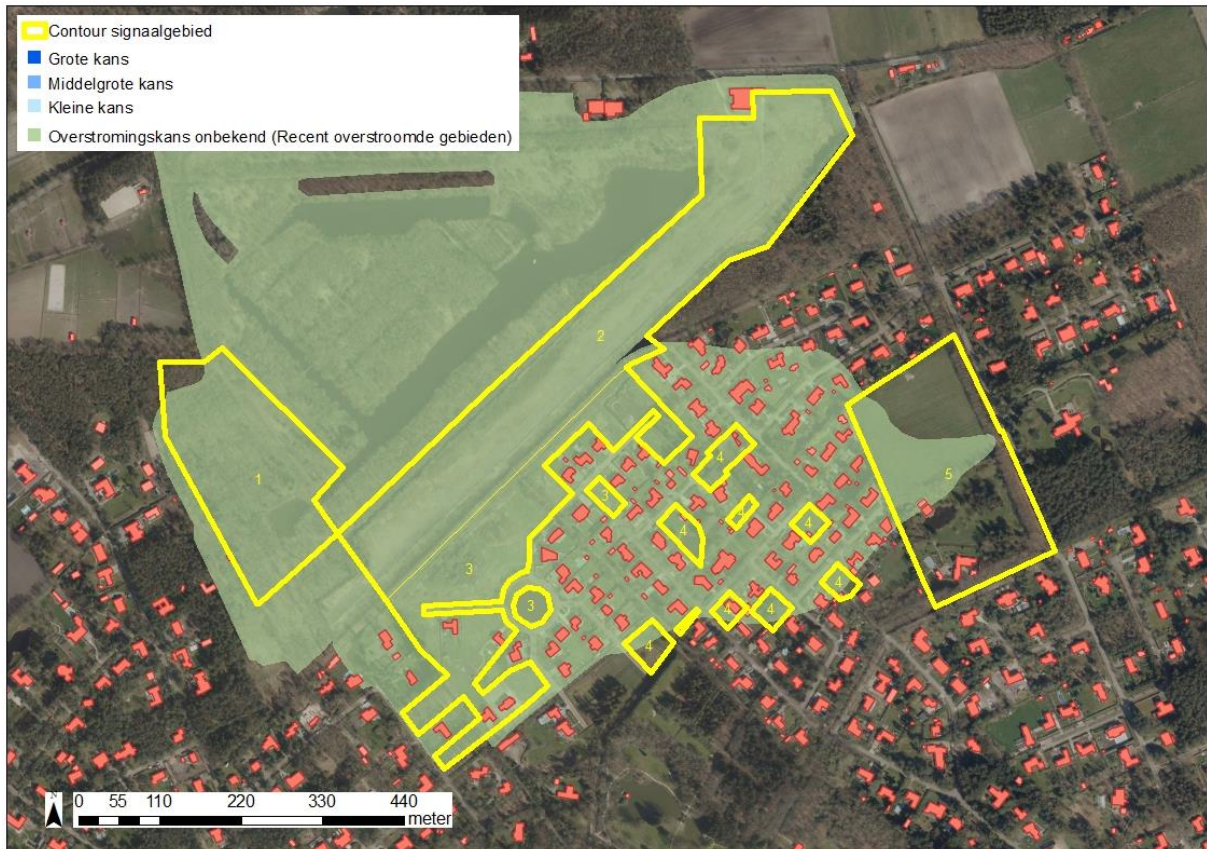 Contour signaalgebied
Grote kans
Middelgrote kans
Kleine kans
Overstromingskans onbekend (Recent overstroomde gebieden)
2
1
4
3
5
4
4
4
3
3
4
4
4
4
4
N
0 55 110 220 330 440
meter